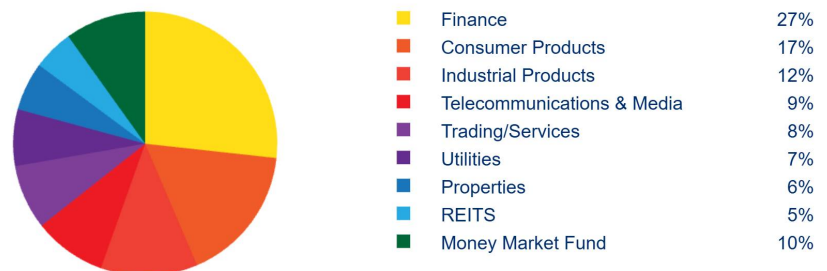 Finance 27%
Consumer Products 17%
Industrial Products 12%
Telecommunications & Media 9%
Trading/Services 8%
Utilities 7%
Properties 6%
REITS 5%
Money Market Fund 10%